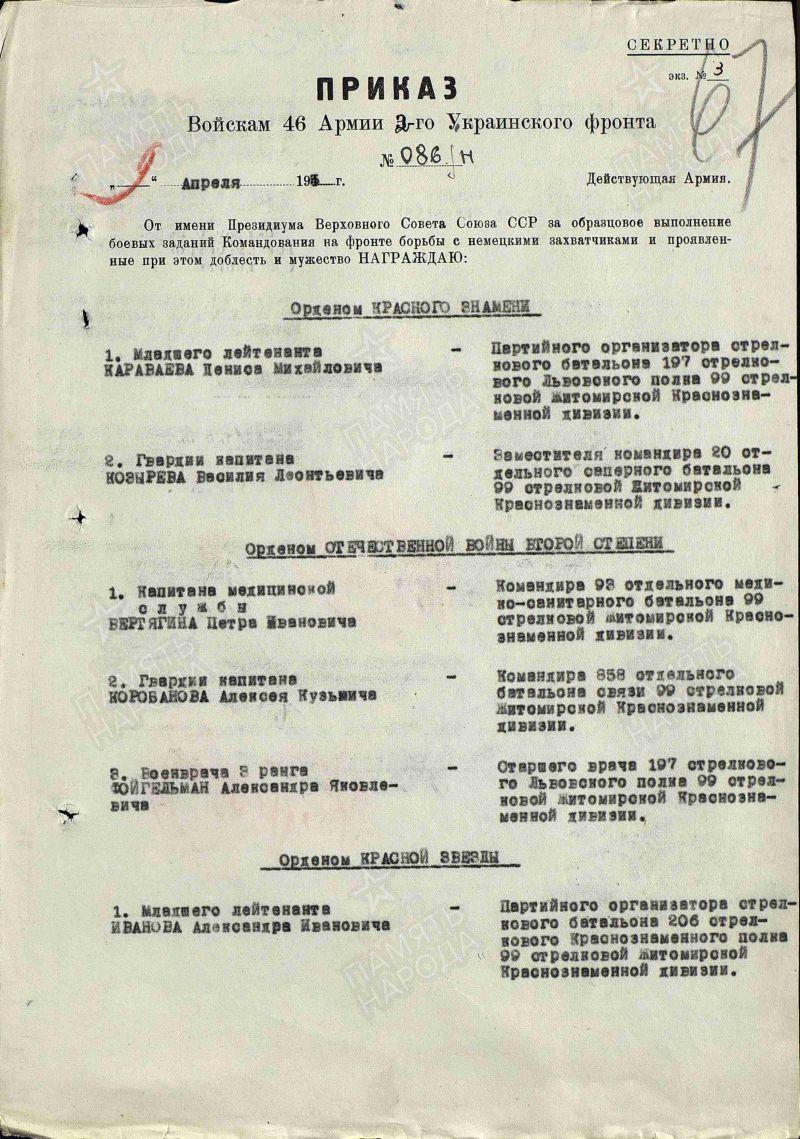 СЕКРЕТНО
экз. № 3
67
ПРИКАЗ
Войскам 46 Армии 2-го Украинского фронта
№ 086/н
„9“ Апреля 194 г. Действующая Армия.
От имени Президиума Верховного Совета Союза ССР за образцовое выполнение
боевых заданий Командования на фронте борьбы с немецкими захватчиками и проявлен-
ные при этом доблесть и мужество НАГРАЖДАЮ:
Орденом КРАСНОГО ЗНАМЕНИ
1. Младшего лейтенанта
КАРАВАЕВА Дениса Михайловича
– Партийного организатора стрел-
кового батальона 197 стрелко-
вого Львовского полка 99 стрел-
ковой Житомирской Краснозна-
менной дивизии.
2. Гвардии капитана
КОЗЫРЕВА Василия Леонтьевича
– Заместителя командира 20 от-
дельного саперного батальона
99 стрелковой Житомирской
Краснознаменной дивизии.
Орденом ОТЕЧЕСТВЕННОЙ ВОЙНЫ ВТОРОЙ СТЕПЕНИ
1. Капитана медицинской
с л у ж б ы
ВЕРТЯГИНА Петра Ивановича
– Командира 93 отдельного меди-
ко-санитарного батальона 99
стрелковой Житомирской Красно-
знаменной дивизии.
2. Гвардии капитана
КОРОБАНОВА Алексея Кузьмича
– Командира 858 отдельного
батальона связи 99 стрелковой
Житомирской Краснознаменной
дивизии.
3. Военврача 3 ранга
ФОЙГЕЛЬМАН Александра Яковле-
вича
– Старшего врача 197 стрелково-
го Львовского полка 99 стрел-
ковой Житомирской Краснозна-
менной дивизии.
Орденом КРАСНОЙ ЗВЕЗДЫ
1. Младшего лейтенанта
ИВАНОВА Александра Ивановича
– Партийного организатора стрел-
кового батальона 206 стрел-
кового Краснознаменного полка
99 стрелковой Житомирской
Краснознаменной дивизии.
ПАМЯТЬ НАРОДА